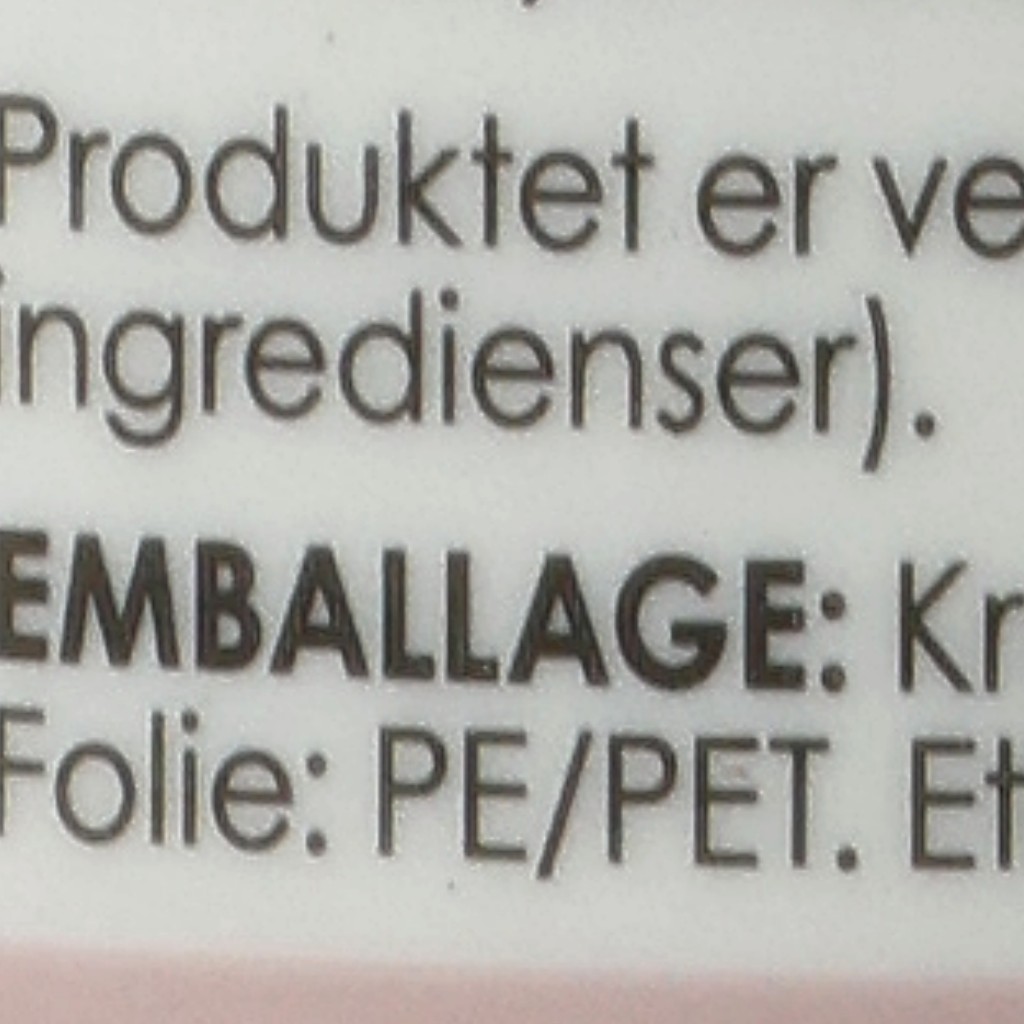 Produktet er ve
ingredienser).
EMBALLAGE: Kr
Folie: PE/PET. Et